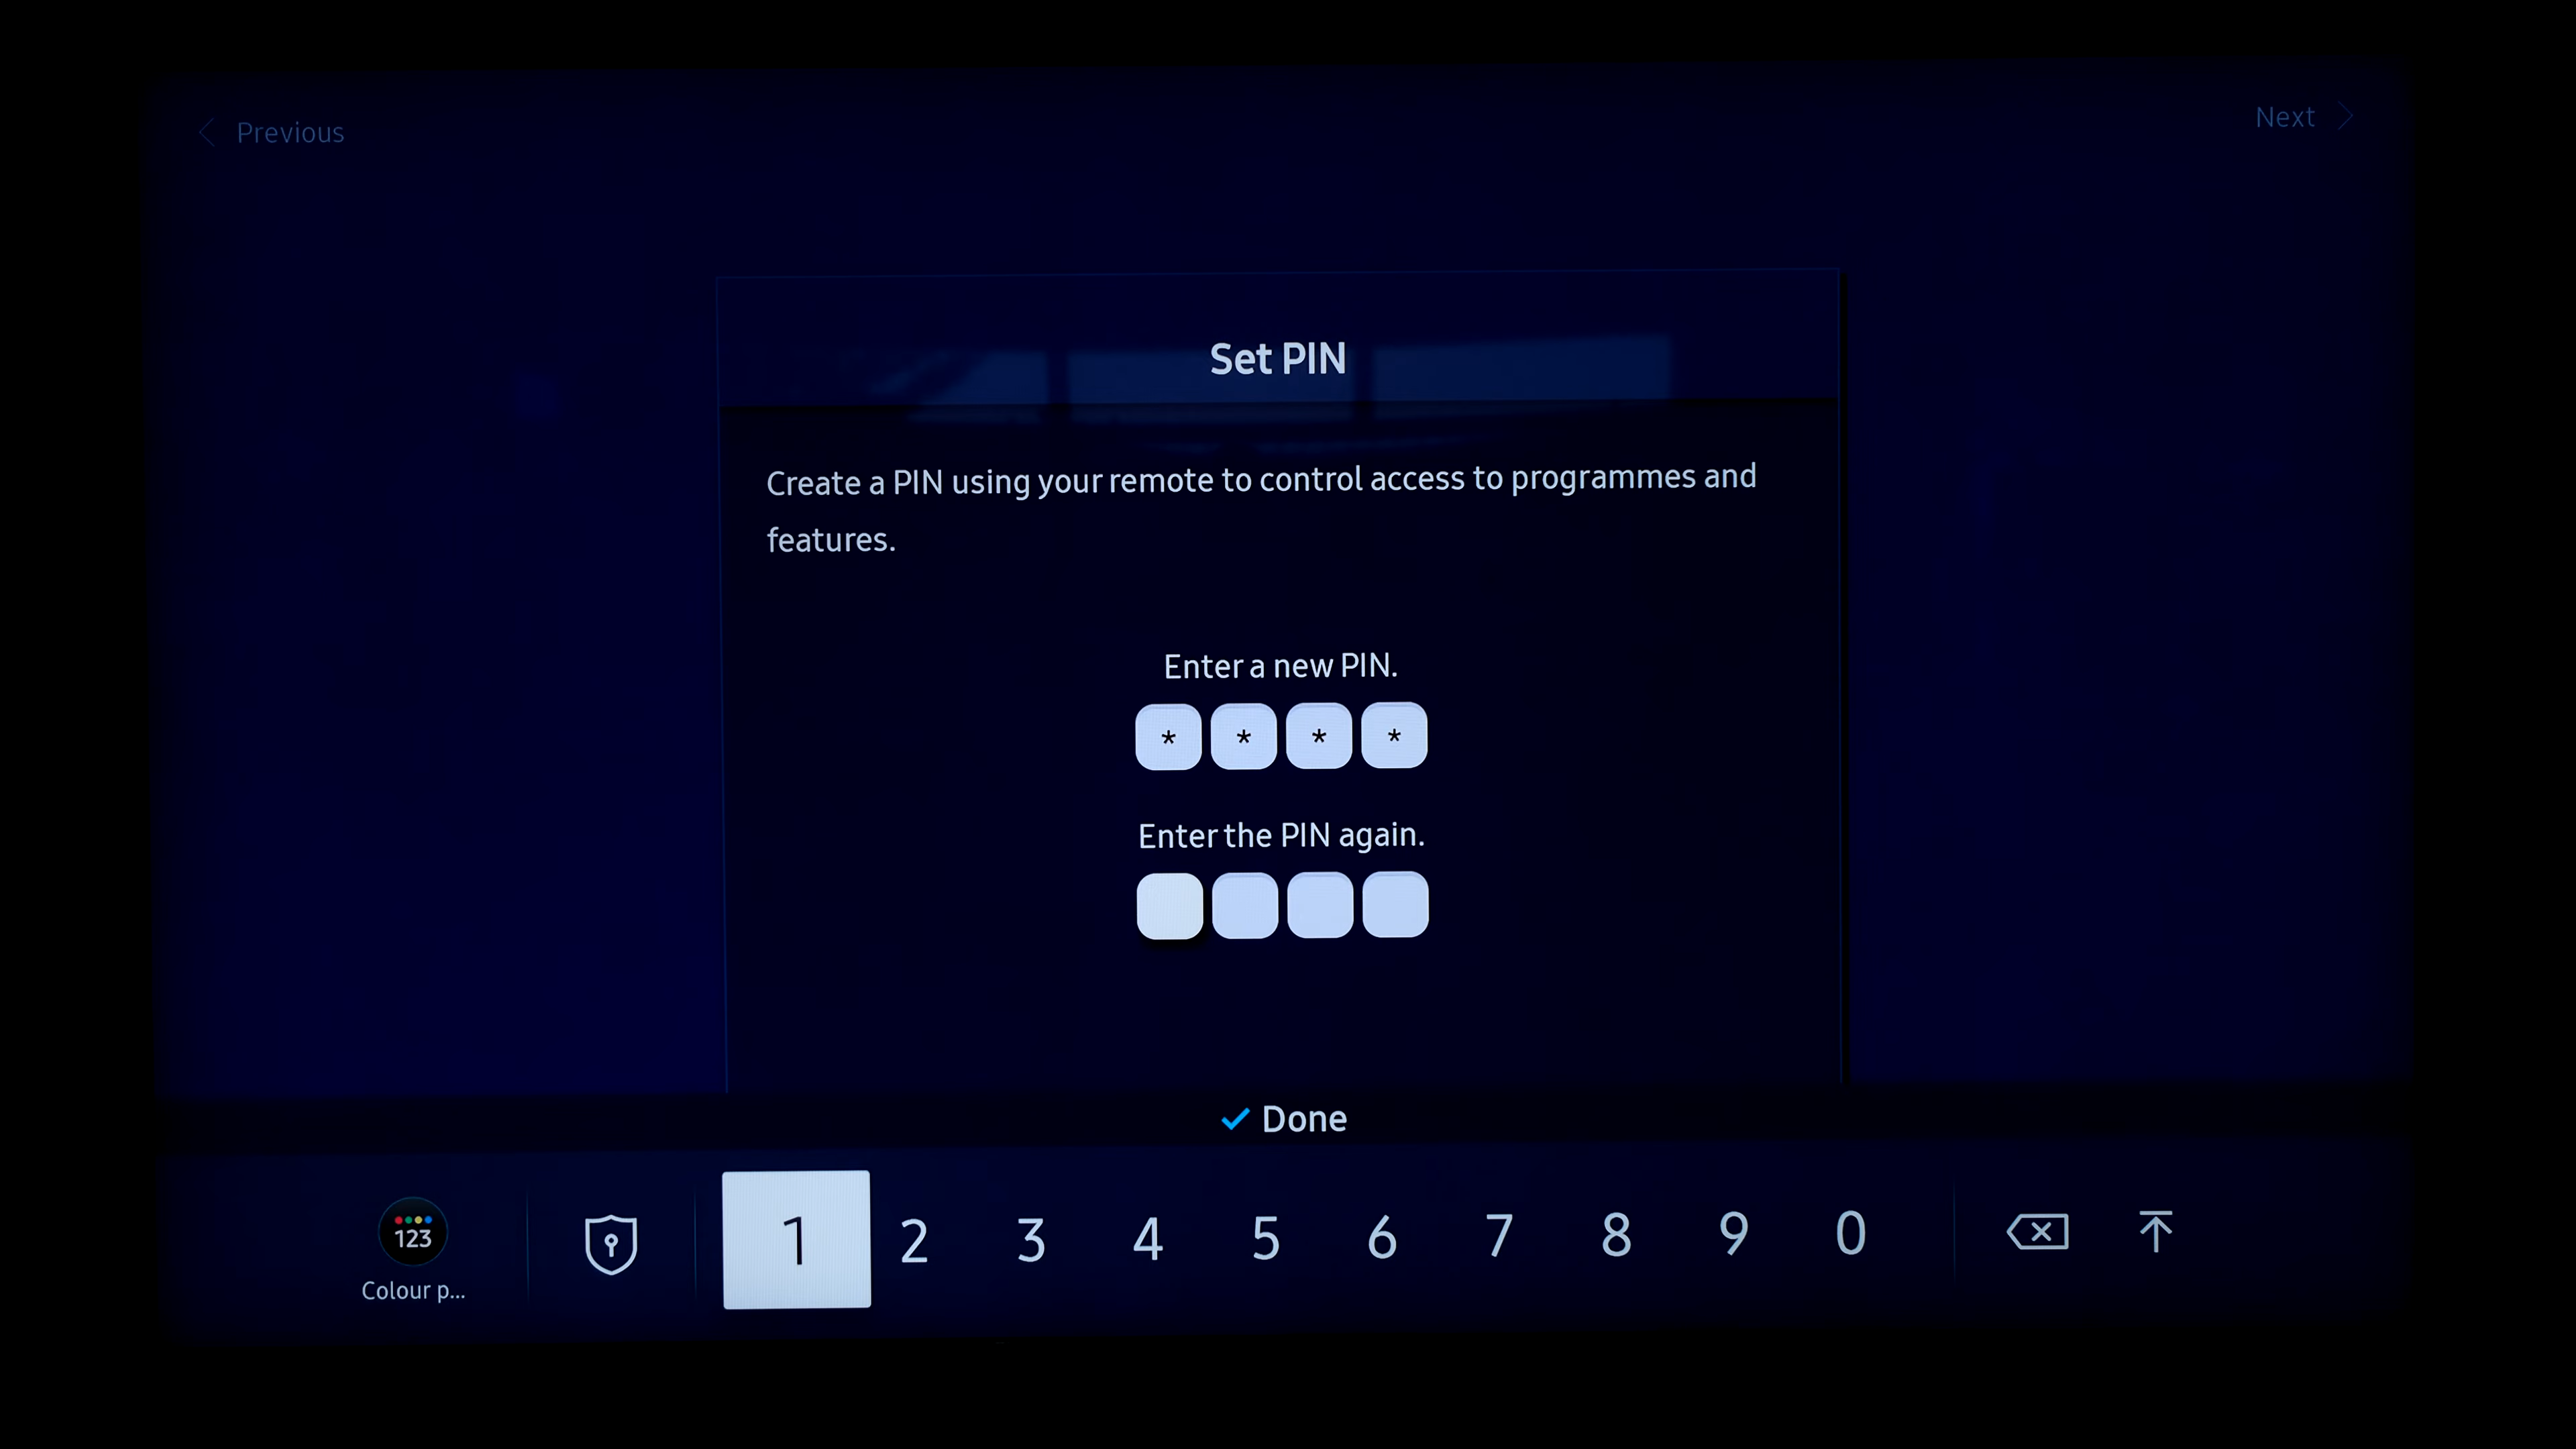 Previous
Next
Set PIN
Create a PIN using your remote to control access to programmes and
features.
Enter a new PIN.
* * * *
Enter the PIN again.
Done
123
Colour p...
1 2 3 4 5 6 7 8 9 0